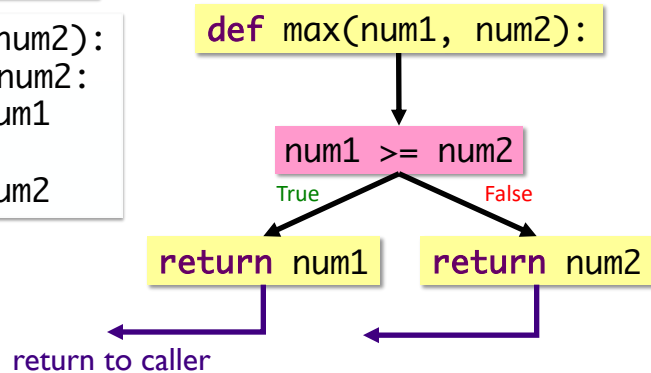 num2):
num2:
um1
um2
def max(num1, num2):
num1 >= num2
True
False
return num1
return num2
return to caller